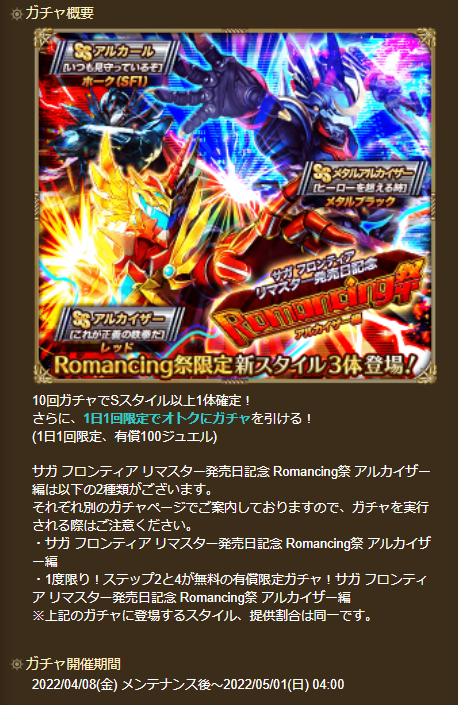 ガチャ概要
SS アルカール
[いつも見守っているぞ]
ホーク(SF1)
SS メタルアルカイザー
[ヒーローを超える時]
メタルブラック
サガ フロンティア
リマスター発売日記念
Romancing祭
アルカイザー編
SS アルカイザー
[これが正義の鉄拳だ]
レッド
Romancing祭限定新スタイル3体登場!
10回ガチャでSスタイル以上1体確定!
さらに、1日1回限定でオトクにガチャを引ける!
(1日1回限定、有償100ジュエル)
サガ フロンティア リマスター発売日記念 Romancing祭 アルカイザー
編は以下の2種類がございます。
それぞれ別のガチャページでご案内しておりますので、ガチャを実行
される際はご注意ください。
・サガ フロンティア リマスター発売日記念 Romancing祭 アルカイザ
ー編
・1度限り!ステップ2と4が無料の有償限定ガチャ!サガ フロンティ
ア リマスター発売日記念 Romancing祭 アルカイザー編
※上記のガチャに登場するスタイル、提供割合は同一です。
ガチャ開催期間
2022/04/08(金) メンテナンス後~2022/05/01(日) 04:00